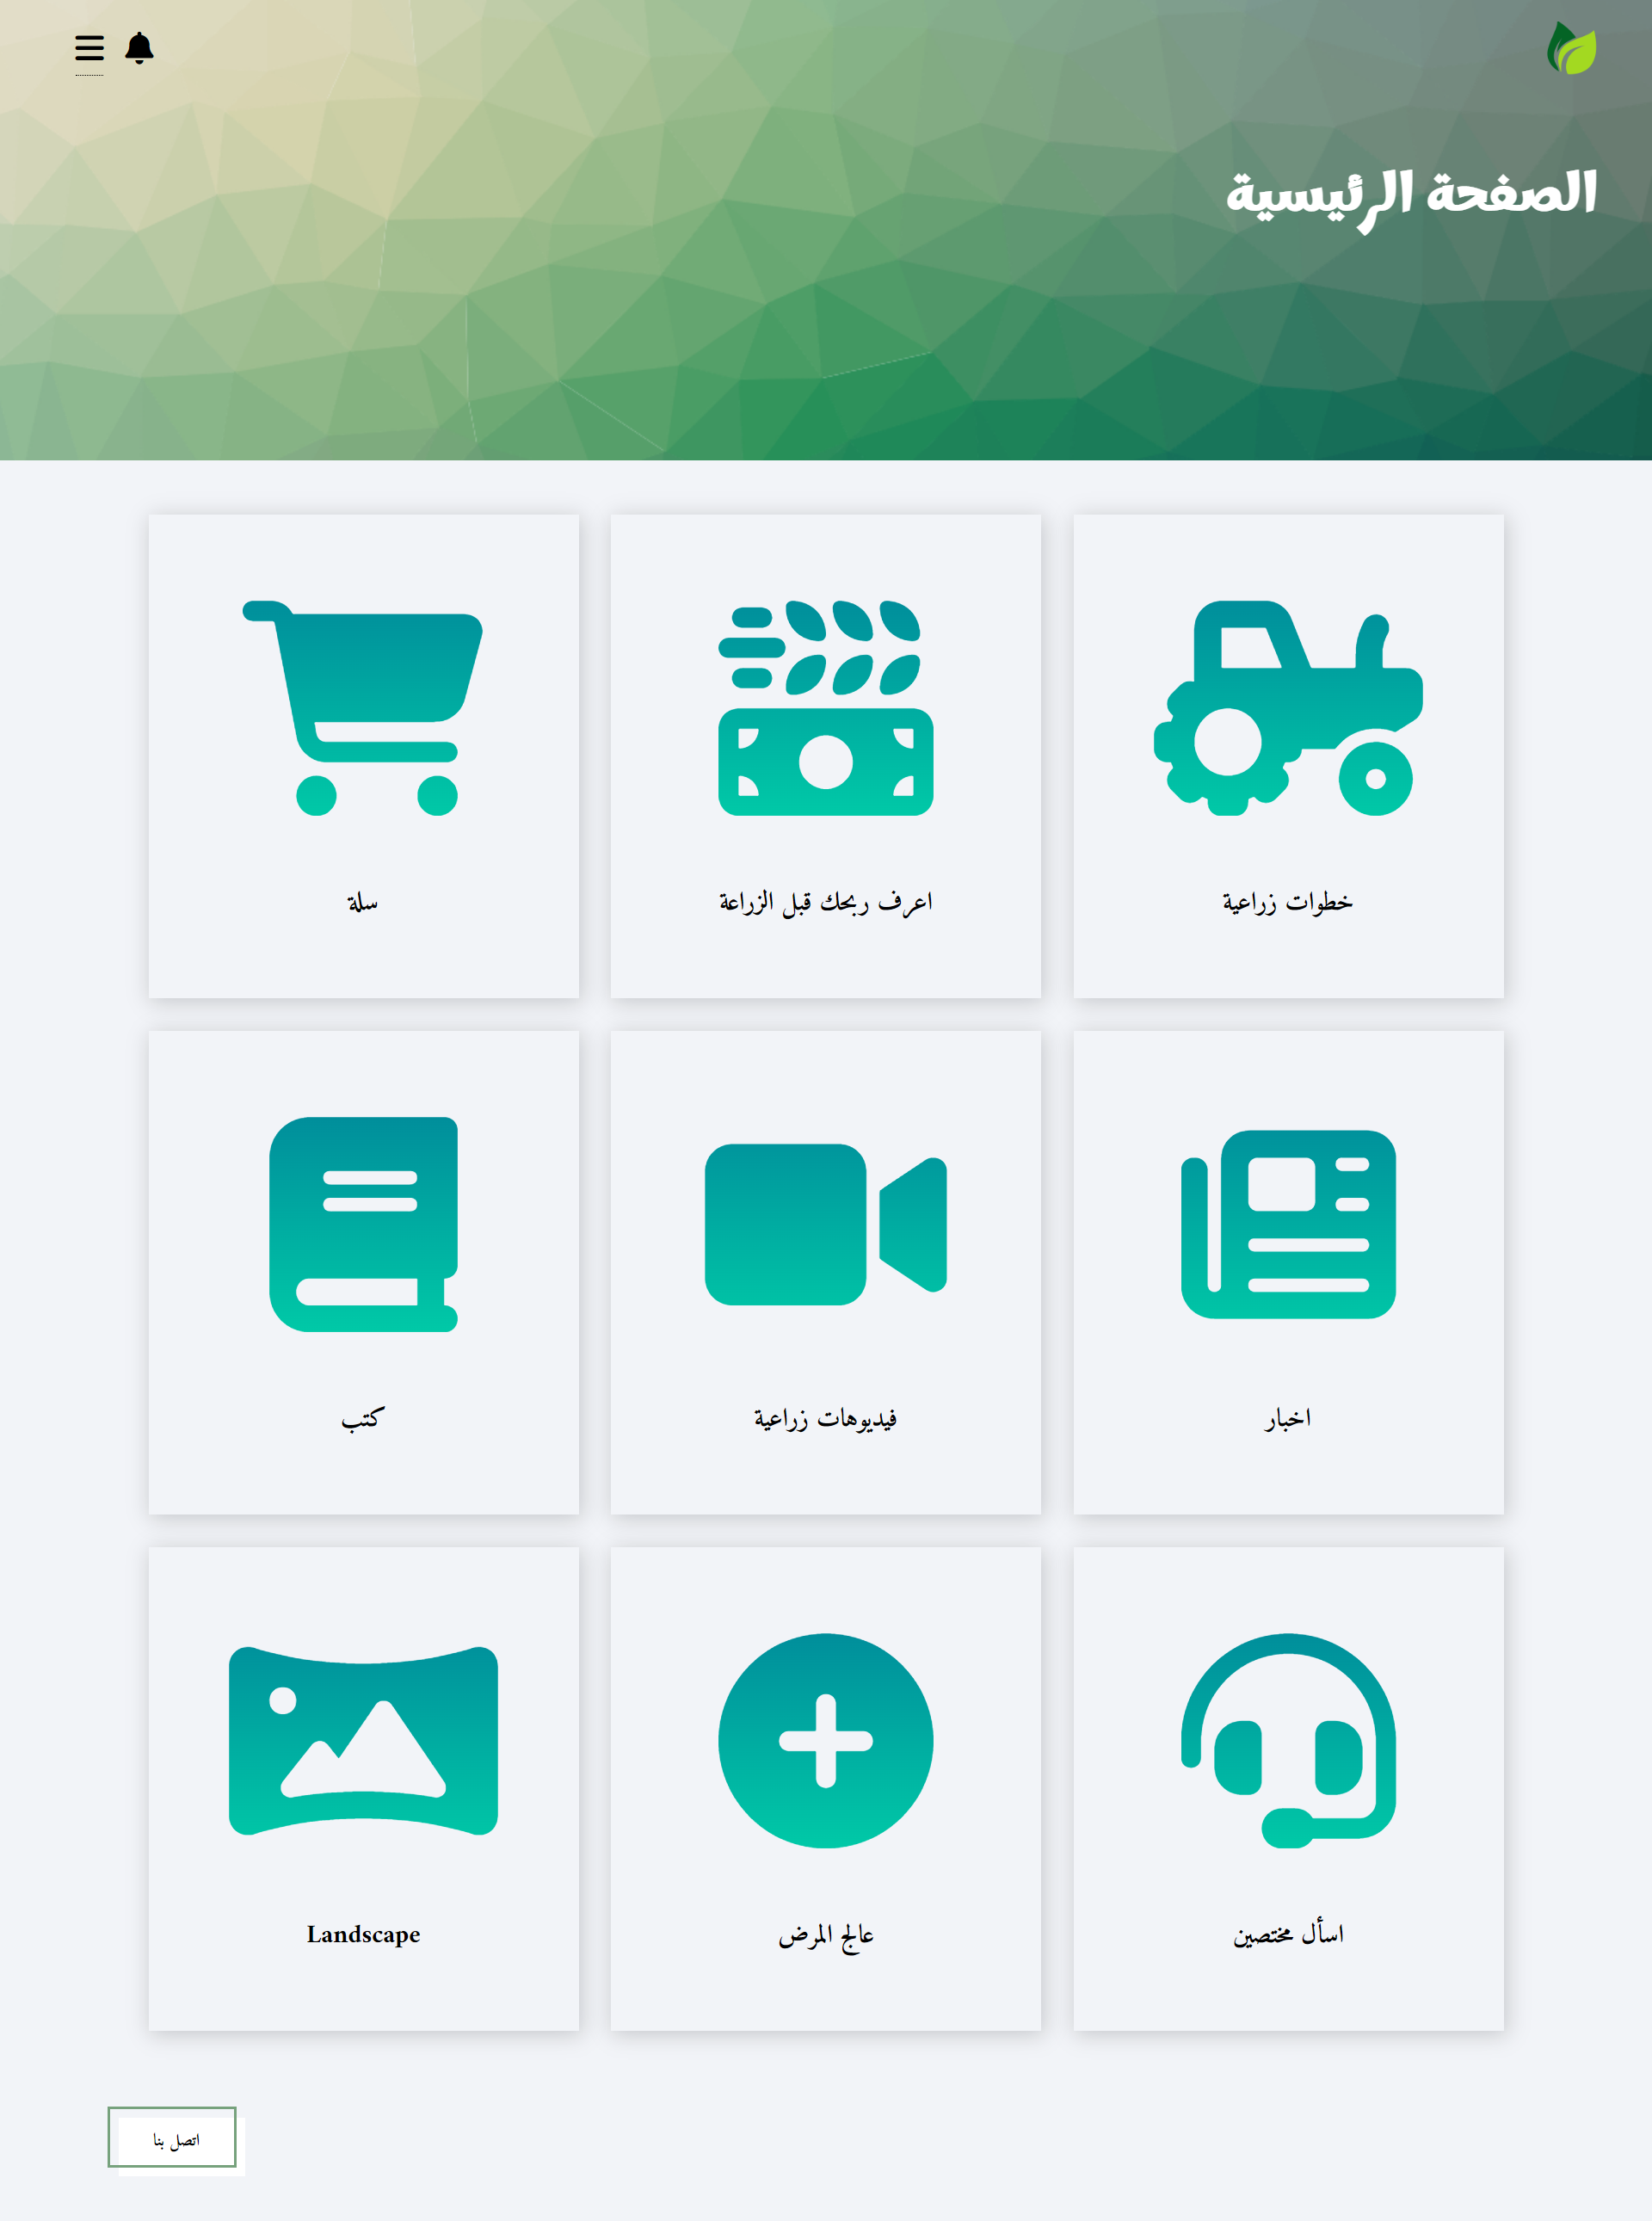 الصفحة الرئيسية
خطوات زراعية
اعرف ربحك قبل الزراعة
سلة
اخبار
فيديوهات زراعية
كتب
اسأل مختصين
عالج المرض
Landscape
اتصل بنا